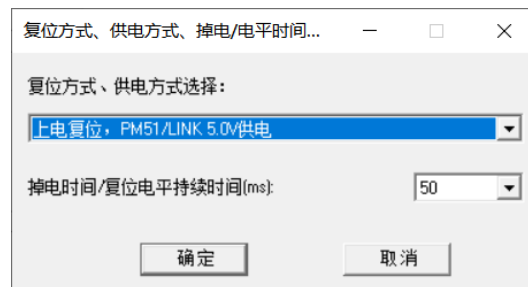 复位方式、供电方式、掉电/电平时间...
复位方式、供电方式选择：
上电复位，PM51/LINK 5.0V供电
掉电时间/复位电平持续时间(ms): 50
确定 取消